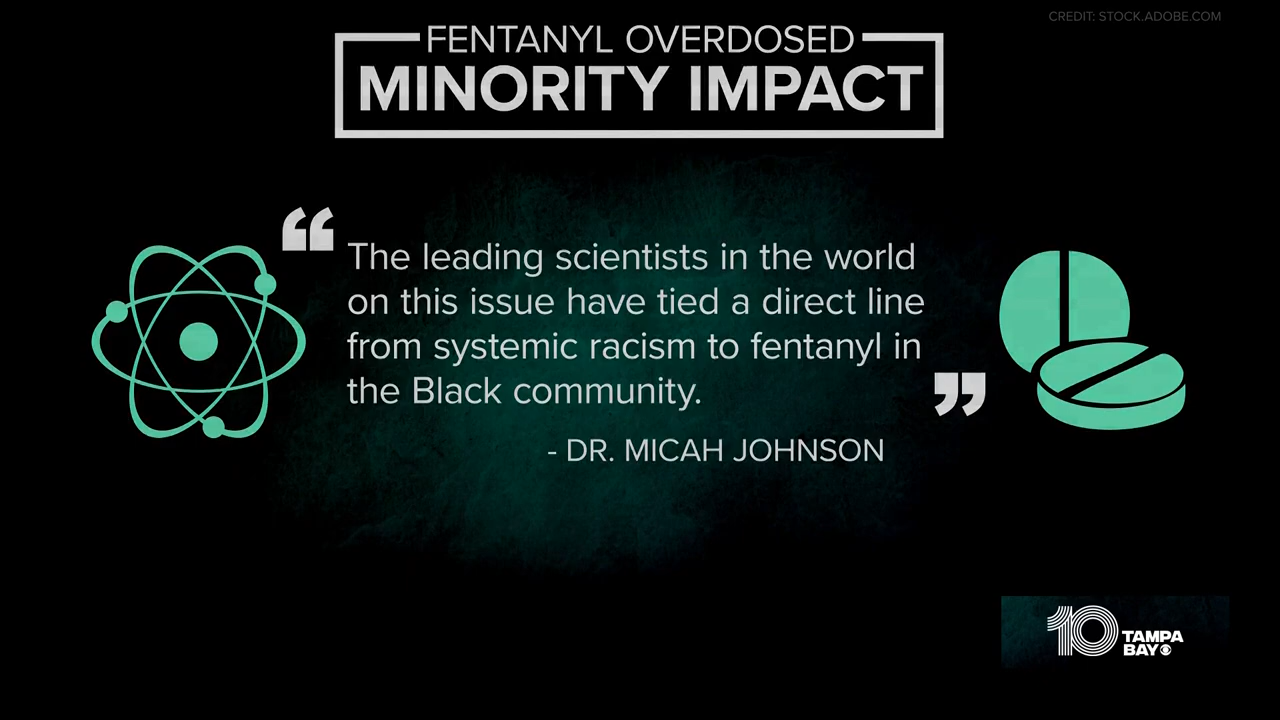 CREDIT: STOCK.ADOBE.COM
FENTANYL OVERDOSED
MINORITY IMPACT
“The leading scientists in the world
on this issue have tied a direct line
from systemic racism to fentanyl in
the Black community.”
- DR. MICAH JOHNSON
10 TAMPA
BAY